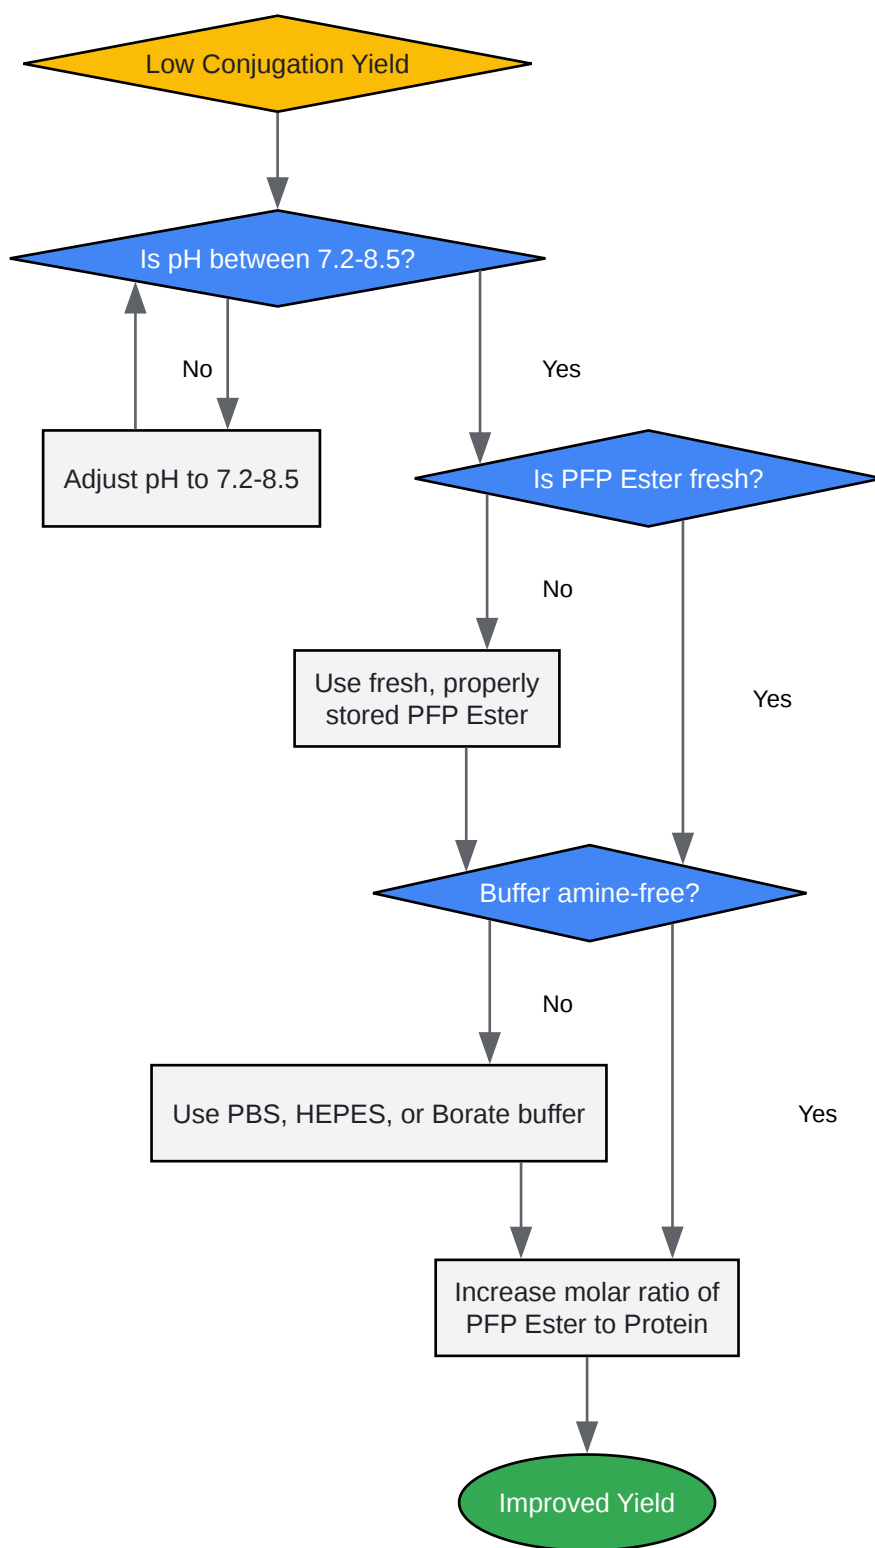 Low Conjugation Yield
Is pH between 7.2-8.5?
No
Yes
Adjust pH to 7.2-8.5
Is PFP Ester fresh?
No
Use fresh, properly
stored PFP Ester
Yes
Buffer amine-free?
No
Use PBS, HEPES, or Borate buffer
Yes
Increase molar ratio of
PFP Ester to Protein
Improved Yield